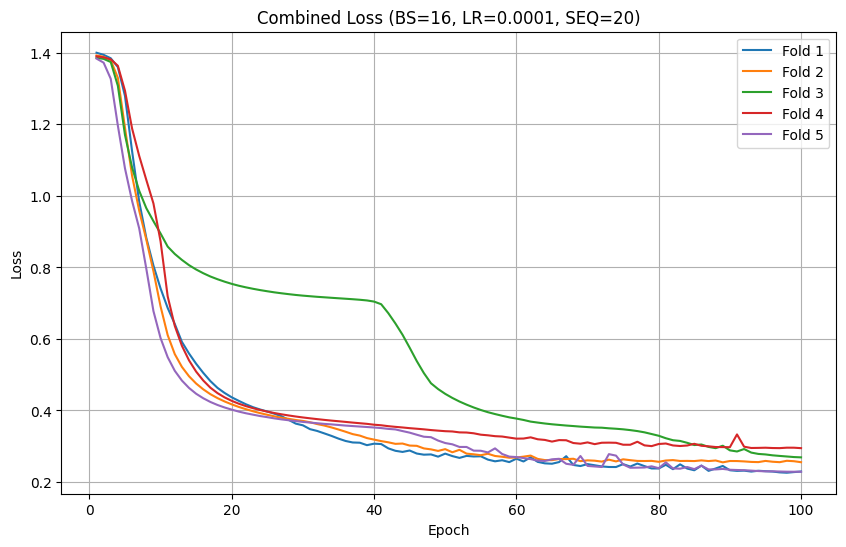 Combined Loss (BS=16, LR=0.0001, SEQ=20)
Loss
1.4
1.2
1.0
0.8
0.6
0.4
0.2
Fold 1
Fold 2
Fold 3
Fold 4
Fold 5
0 20 40 60 80 100
Epoch